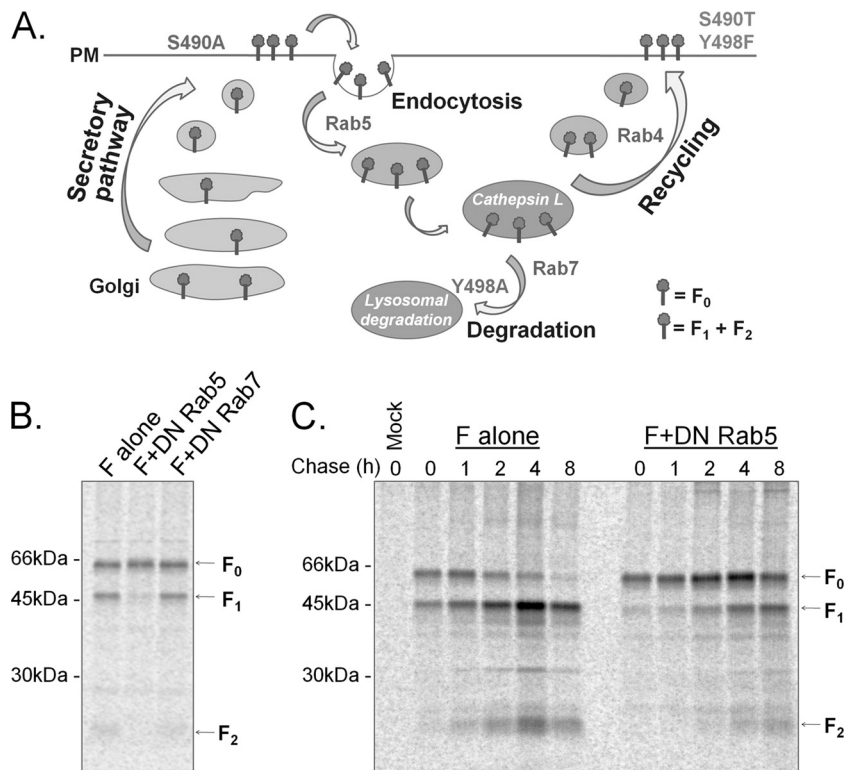 A.
S490A
S490T
Y498F
PM
Endocytosis
Rab5
Rab4
Secretory
pathway
Recycling
Cathepsin L
Rab7
Golgi
Y498A
Lysosomal
degradation
Degradation
= F0
= F1 + F2
B.
F alone
F+DN Rab5
F+DN Rab7
66kDa -
45kDa -
30kDa -
←F0
←F1
←F2
C.
Mock
F alone
F+DN Rab5
Chase (h) 0 0 1 2 4 8 0 1 2 4 8
66kDa -
45kDa -
30kDa -
←F0
←F1
←F2